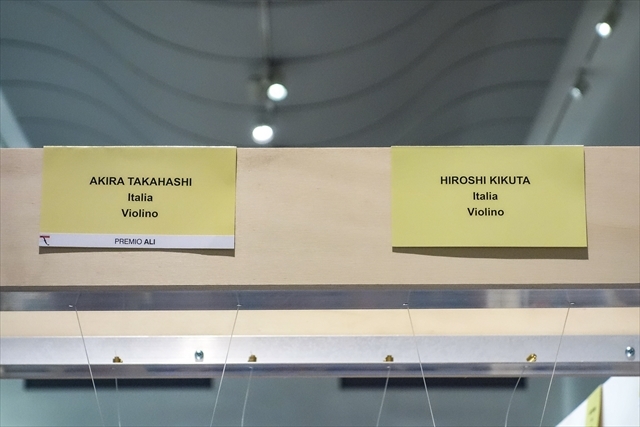 AKIRA TAKAHASHI
Italia
Violino
PREMIO ALI
HIROSHI KIKUTA
Italia
Violino